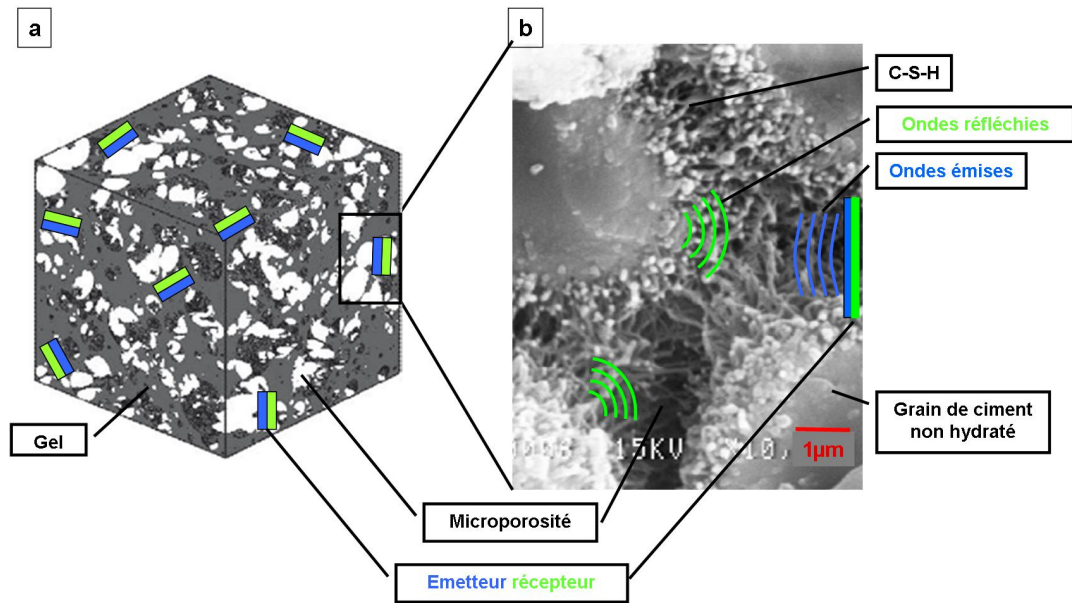 a
b
C-S-H
Ondes réfléchies
Ondes émises
Grain de ciment
non hydraté
Gel
15KV
1µm
Microporosité
Emetteur récepteur